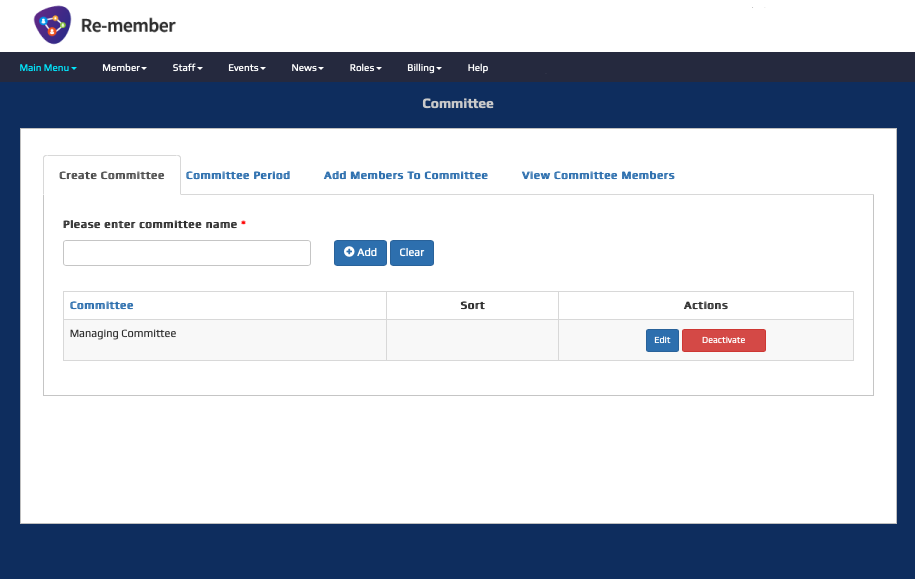 Re-member
Main Menu Member Staff Events News Roles Billing Help
Committee
Create Committee Committee Period Add Members To Committee View Committee Members
Please enter committee name *
Add Clear
Committee Sort Actions
Managing Committee Edit Deactivate